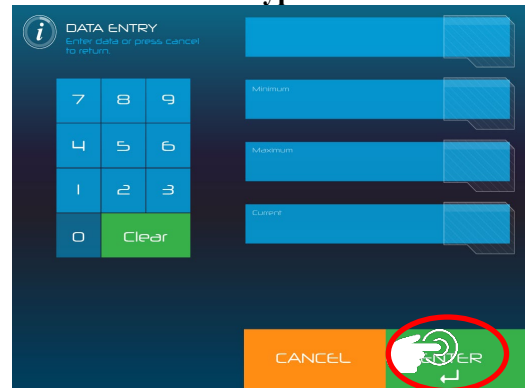 DATA ENTRY
Enter data or press cancel
to return.
7 8 9
4 5 6
1 2 3
0 Clear
Minimum
Maximum
Current
CANCEL
ENTER